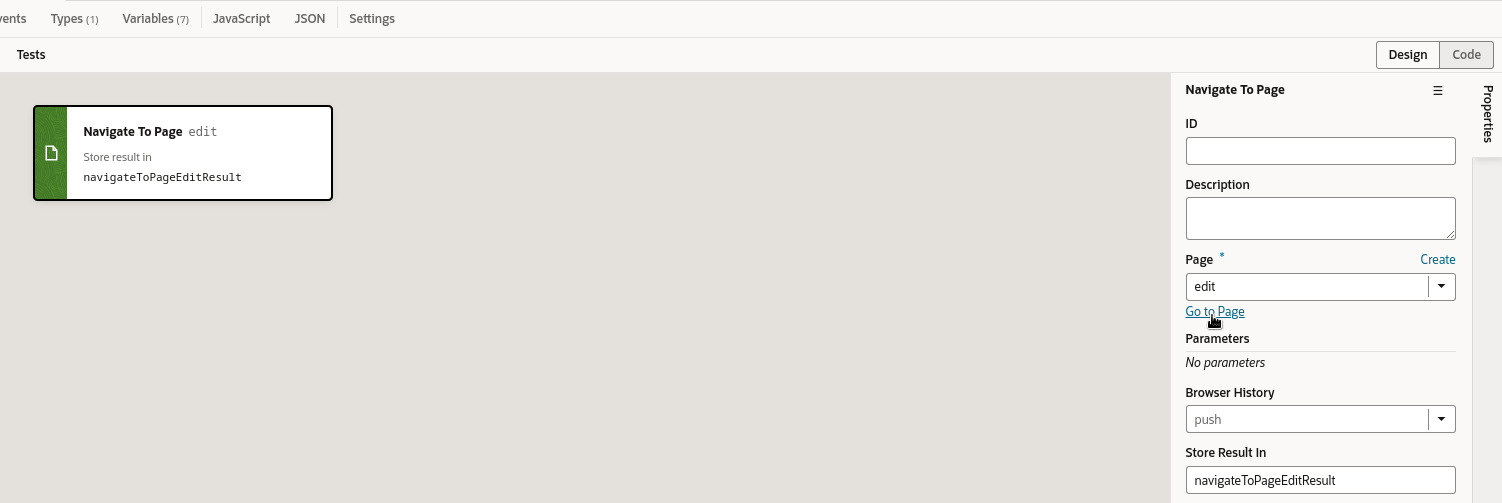 Types (1) Variables (7) JavaScript JSON Settings
Tests
Design Code
Navigate To Page edit
Store result in
navigateToPageEditResult
Navigate To Page
Properties
ID
Description
Page *
Create
edit
Go to Page
Parameters
No parameters
Browser History
push
Store Result In
navigateToPageEditResult